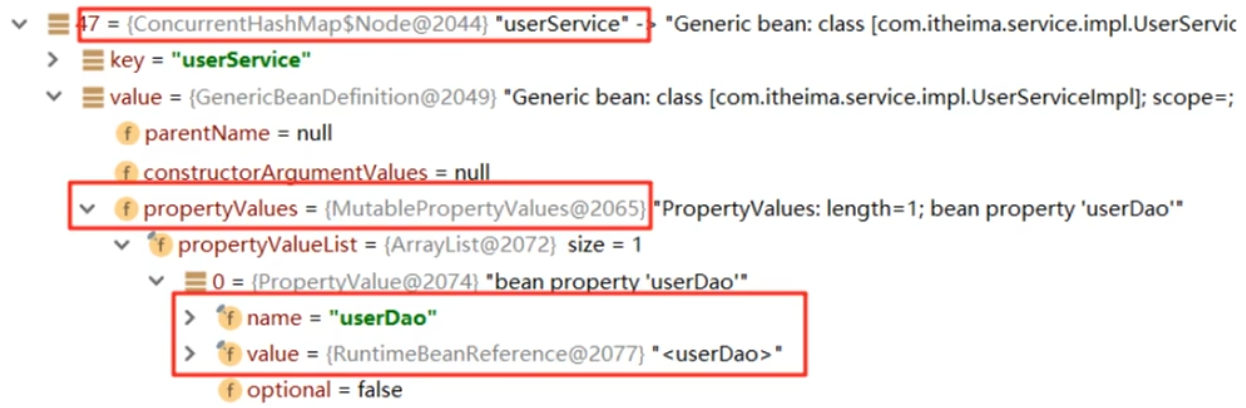 47 = {ConcurrentHashMap$Node@2044} "userService" -> "Generic bean: class [com.itheima.service.impl.UserServic
key = "userService"
value = {GenericBeanDefinition@2049} "Generic bean: class [com.itheima.service.impl.UserServiceImpl]; scope=;
f parentName = null
f constructorArgumentValues = null
f propertyValues = {MutablePropertyValues@2065} "PropertyValues: length=1; bean property 'userDao'"
f propertyValueList = {ArrayList@2072} size = 1
0 = {PropertyValue@2074} "bean property 'userDao'"
f name = "userDao"
f value = {RuntimeBeanReference@2077} "<userDao>"
f optional = false